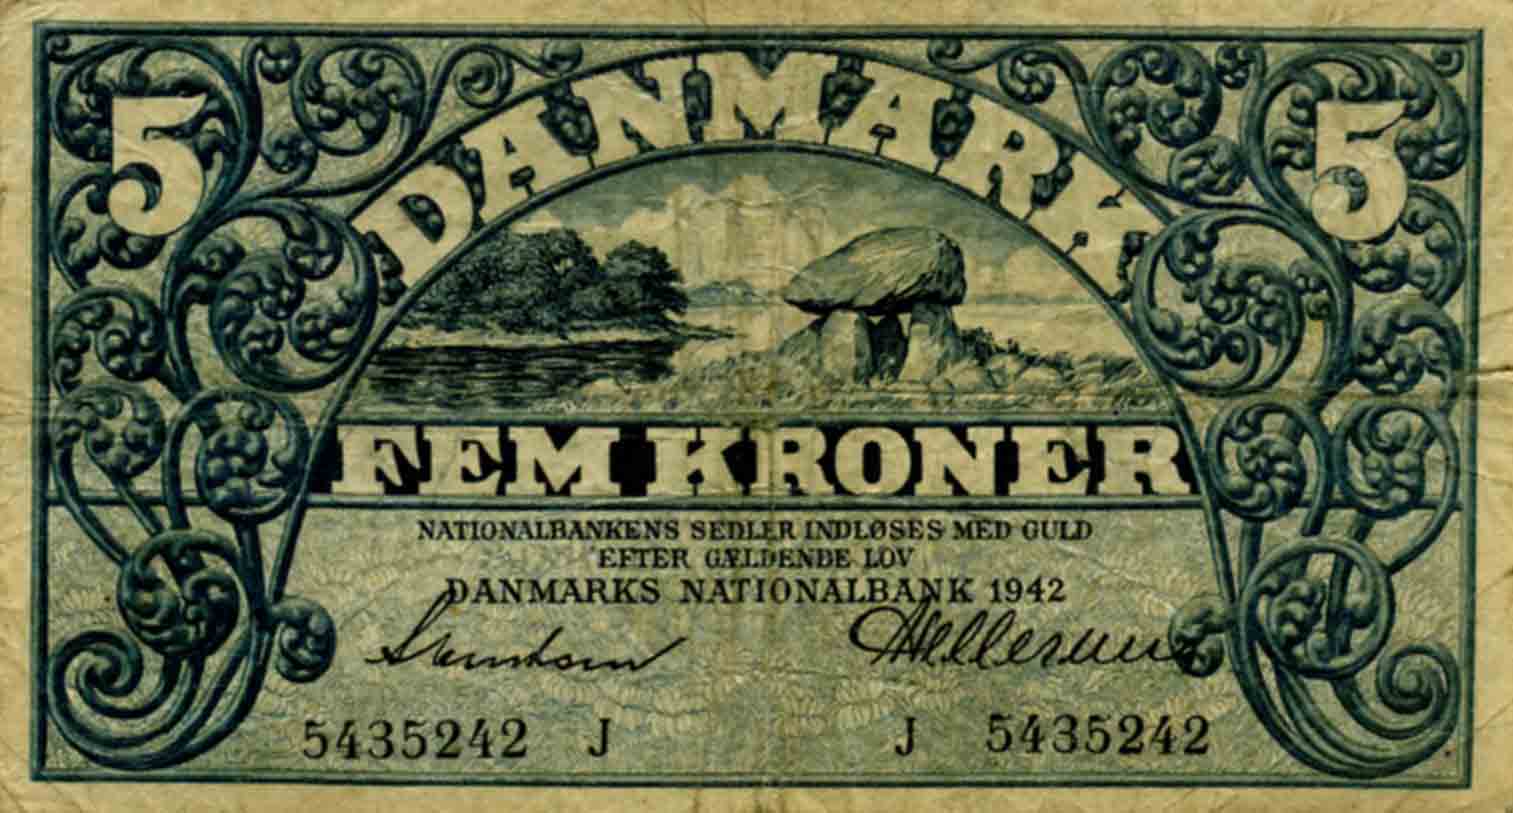 5 5
DANMARK
FEM KRONER
NATIONALBANKENS SEDLER INDLØSES MED GULD
EFTER GÆLDENDE LOV
DANMARKS NATIONALBANK 1942
5435242 J J 5435242